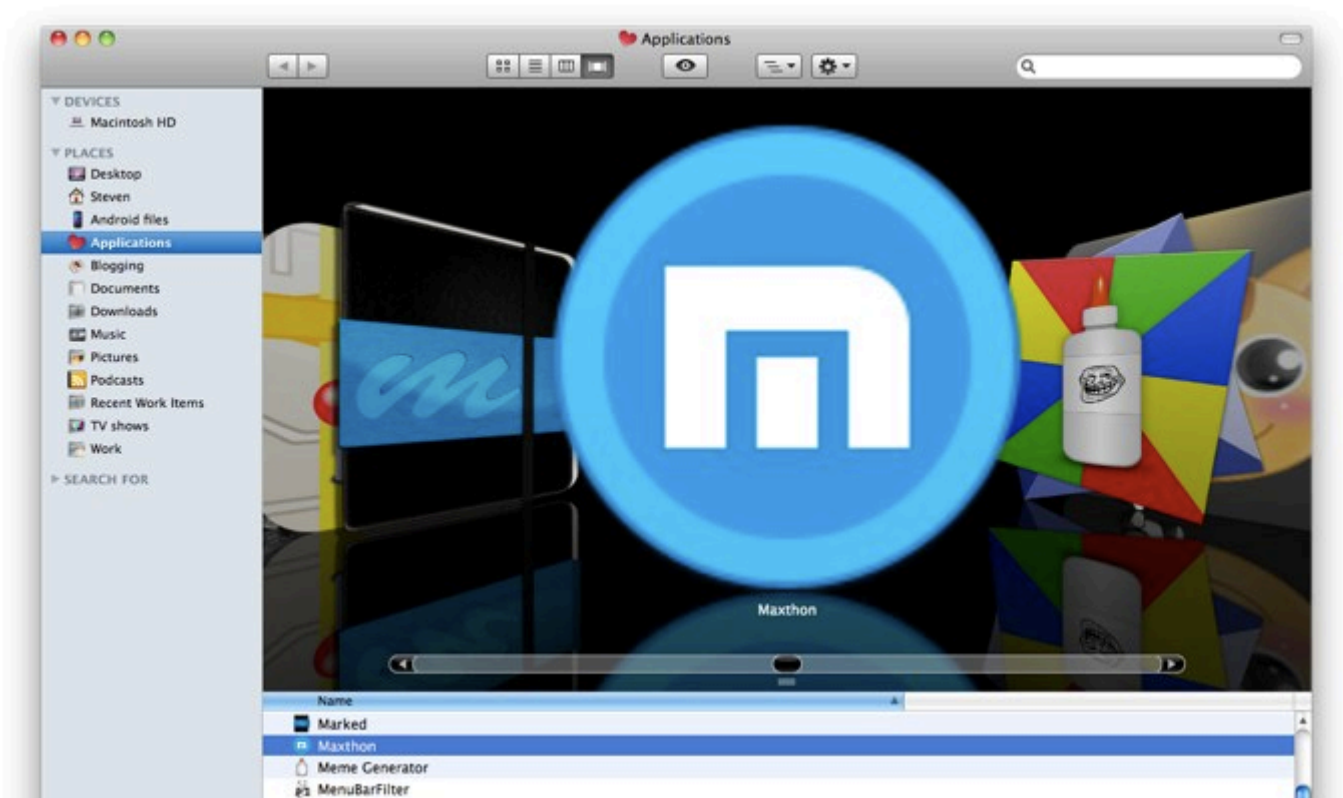 Applications
DEVICES
Macintosh HD
PLACES
Desktop
Steven
Android files
Applications
Blogging
Documents
Downloads
Music
Pictures
Podcasts
Recent Work Items
TV shows
Work
SEARCH FOR
Maxthon
Name
Marked
Maxthon
Meme Generator
MenuBarFilter